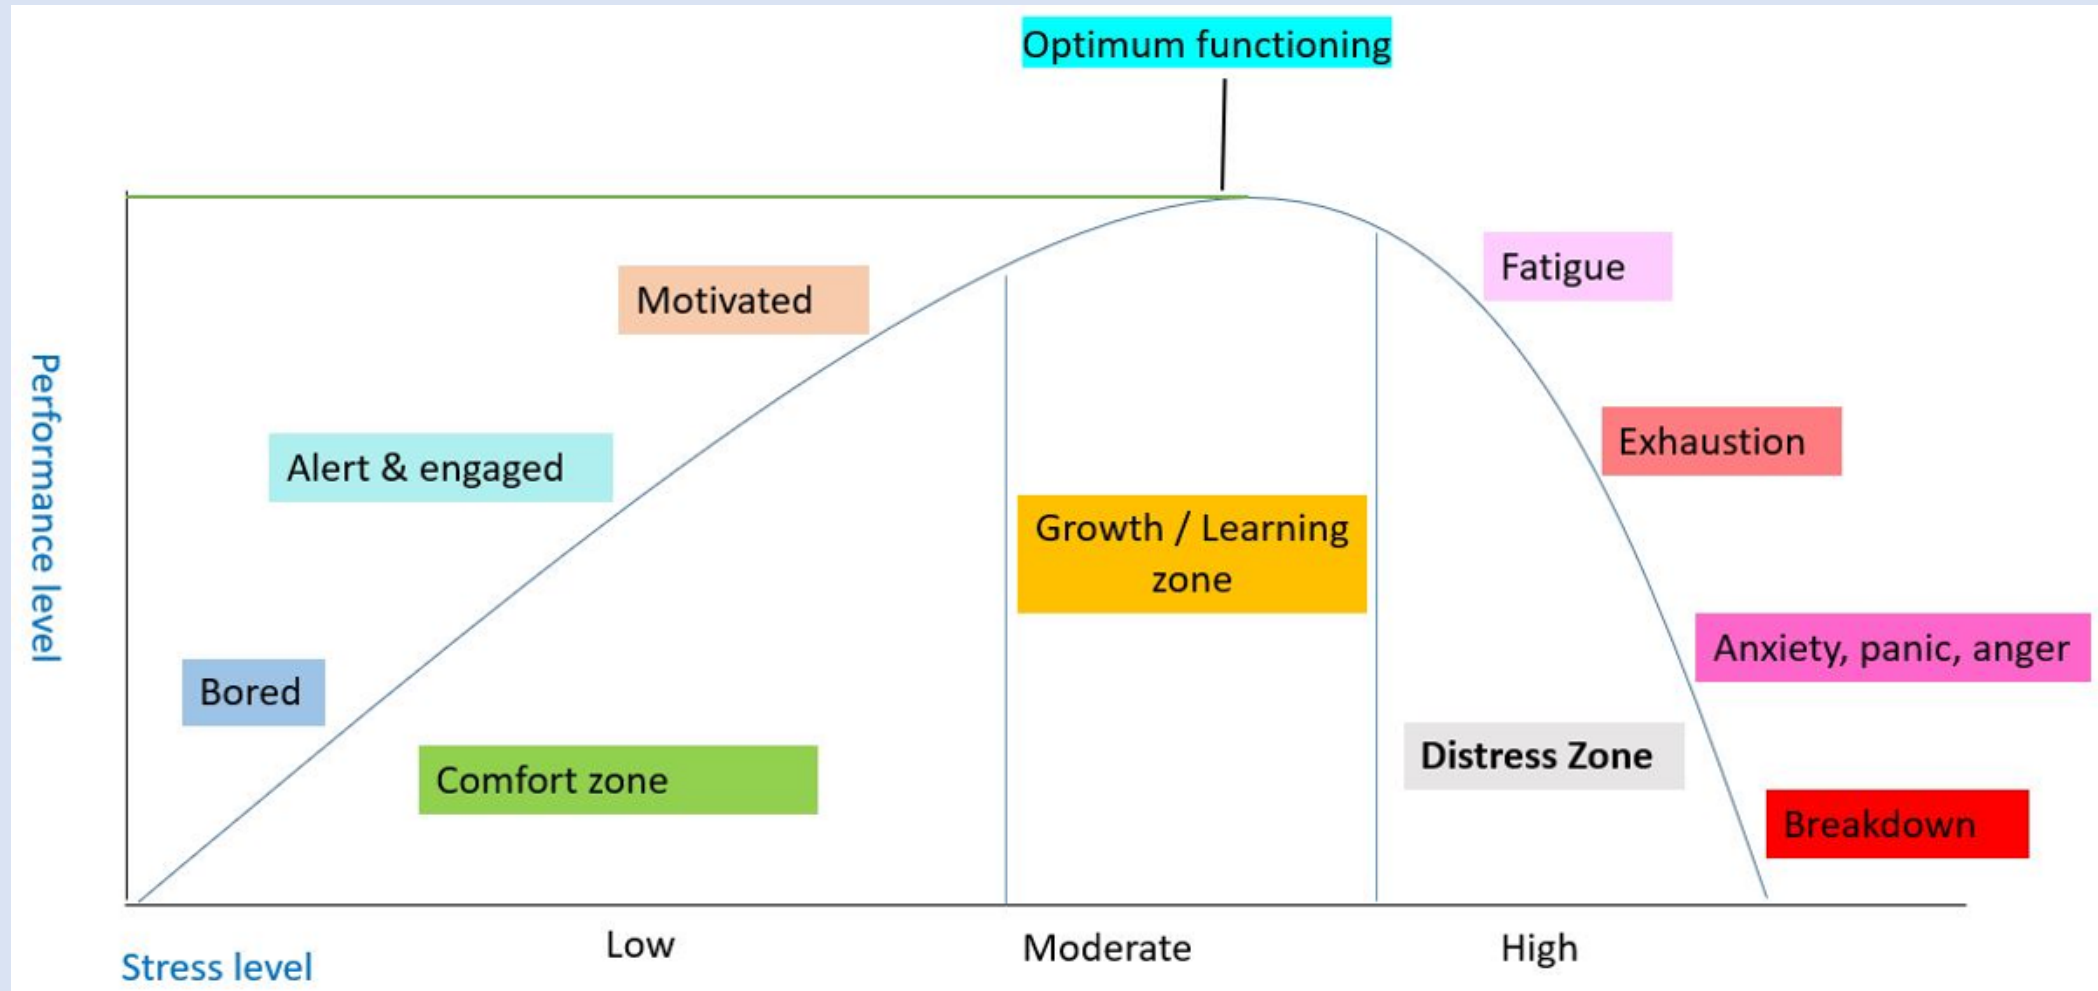 Optimum functioning
Motivated
Fatigue
Alert & engaged
Exhaustion
Growth / Learning
zone
Performance level
Bored
Anxiety, panic, anger
Comfort zone
Distress Zone
Breakdown
Low
Moderate
High
Stress level